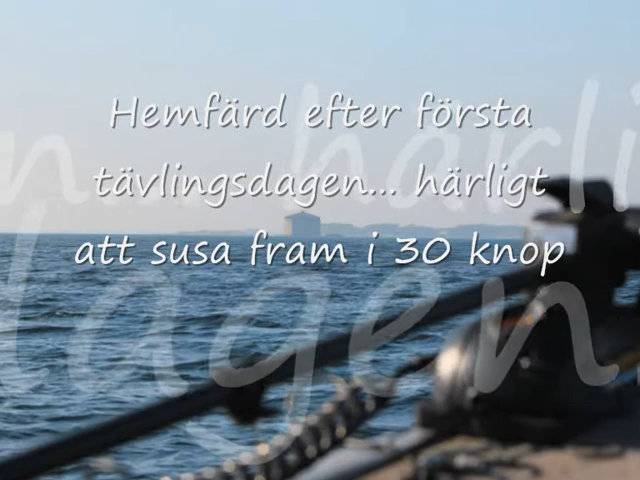 Hemfärd efter första
tävlingsdagen... härligt
att susa fram i 30 knop